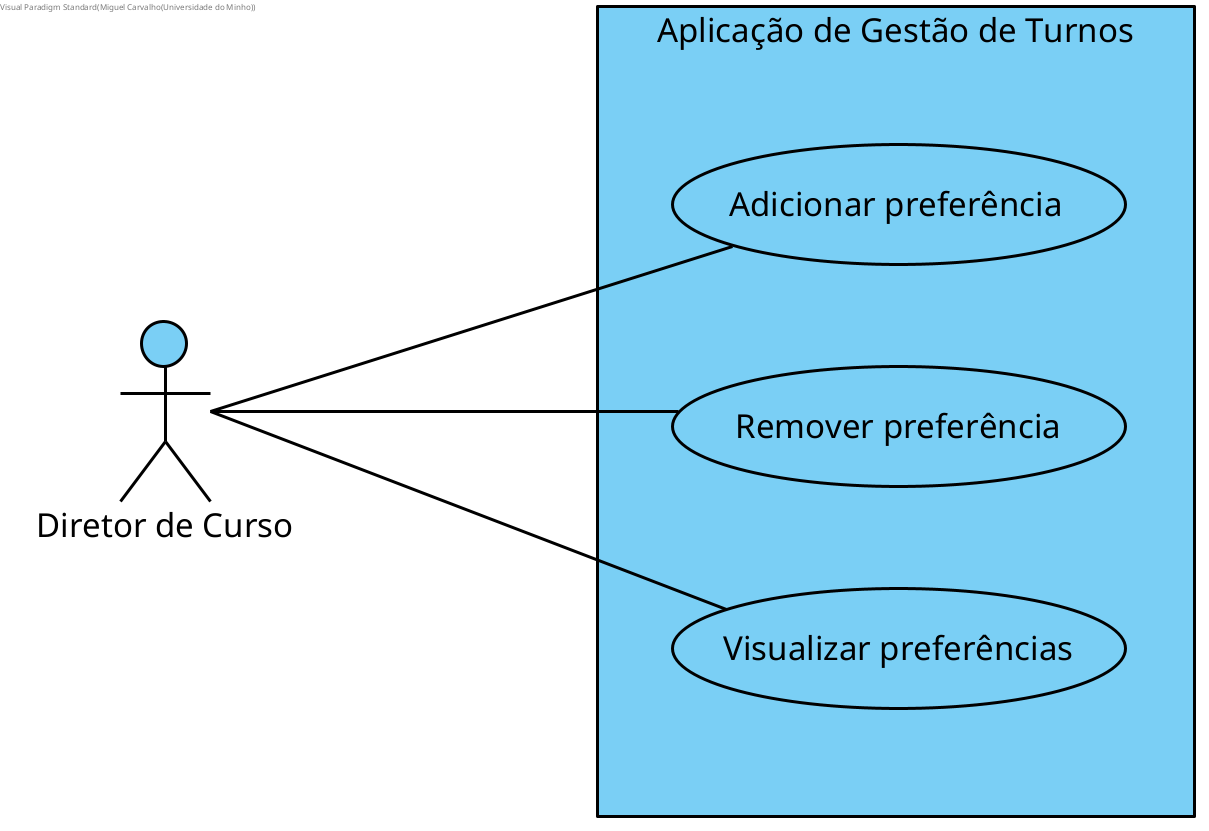 Visual Paradigm Standard(Miguel Carvalho(Universidade do Minho))
Aplicação de Gestão de Turnos
Adicionar preferência
Remover preferência
Diretor de Curso
Visualizar preferências